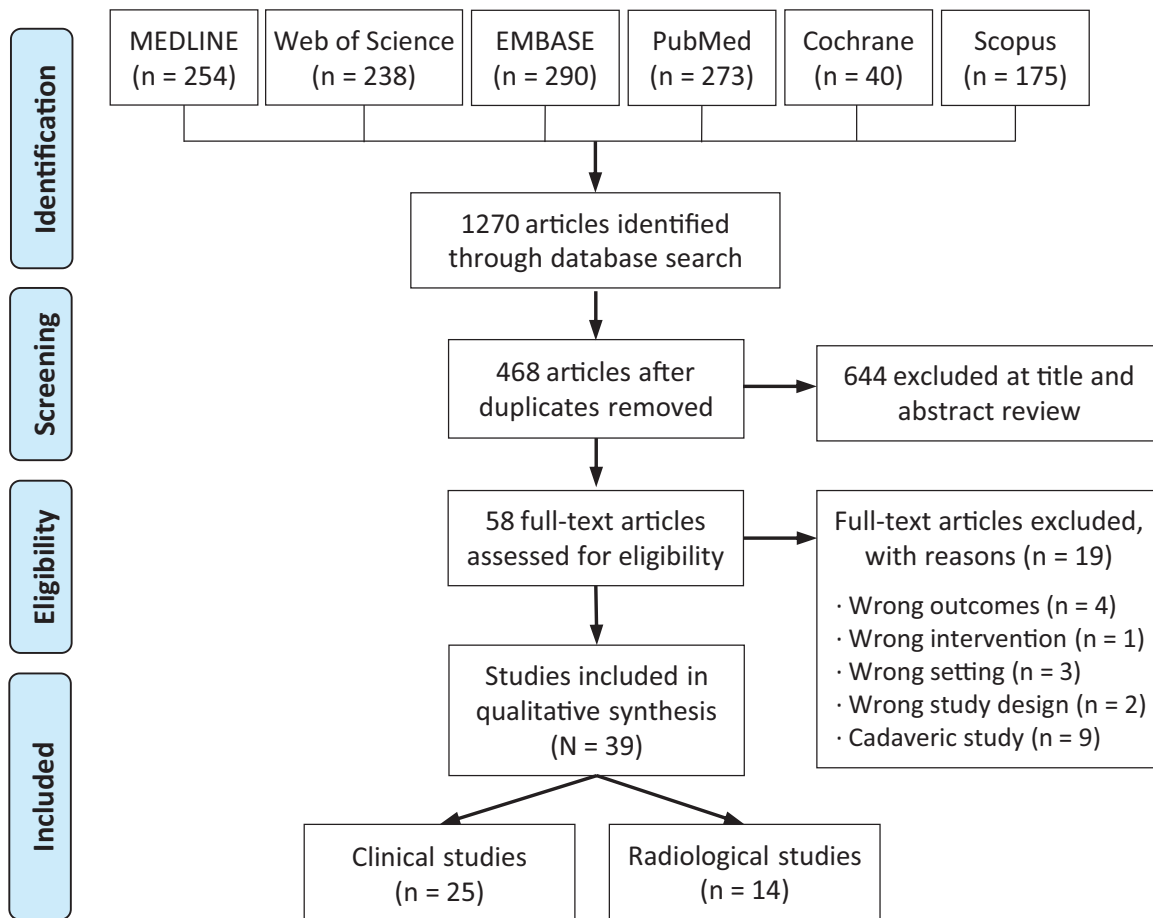 Identification
MEDLINE
(n = 254)
Web of Science
(n = 238)
EMBASE
(n = 290)
PubMed
(n = 273)
Cochrane
(n = 40)
Scopus
(n = 175)
1270 articles identified
through database search
Screening
468 articles after
duplicates removed
644 excluded at title and
abstract review
Eligibility
58 full-text articles
assessed for eligibility
Full-text articles excluded,
with reasons (n = 19)
· Wrong outcomes (n = 4)
· Wrong intervention (n = 1)
· Wrong setting (n = 3)
· Wrong study design (n = 2)
· Cadaveric study (n = 9)
Included
Studies included in
qualitative synthesis
(N = 39)
Clinical studies
(n = 25)
Radiological studies
(n = 14)